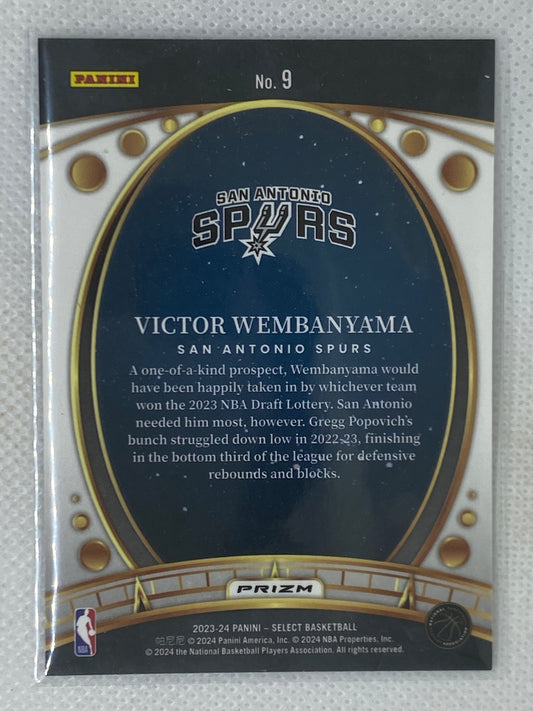 PANINI
No. 9
SAN ANTONIO
SPURS
VICTOR WEMBANYAMA
SAN ANTONIO SPURS
A one-of-a-kind prospect, Wembanyama would
have been happily taken in by whichever team
won the 2023 NBA Draft Lottery. San Antonio
needed him most, however. Gregg Popovich's
bunch struggled down low in 2022-23, finishing
in the bottom third of the league for defensive
rebounds and blocks.
PRIZM
2023-24 PANINI – SELECT BASKETBALL
帕尼尼 © 2024 Panini America, Inc. © 2024 NBA Properties, Inc.
© 2024 the National Basketball Players Association. All rights reserved.
NBA